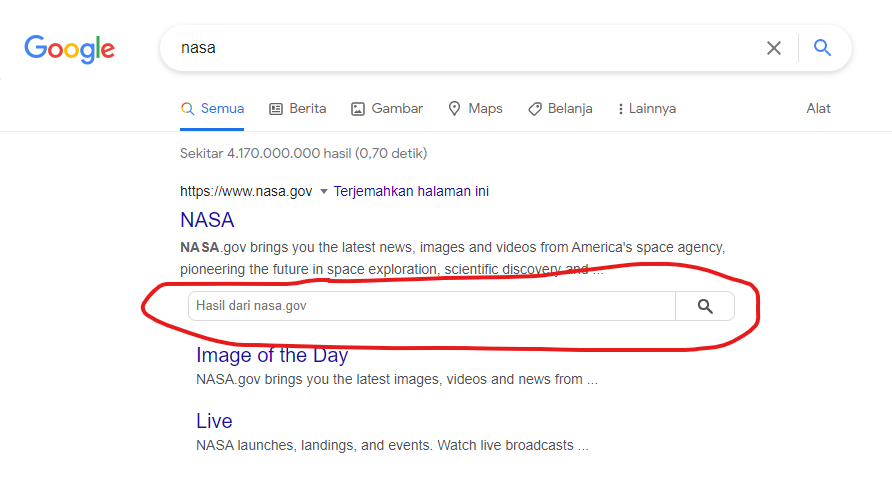 Google
nasa
Semua Berita Gambar Maps Belanja Lainnya Alat
Sekitar 4.170.000.000 hasil (0,70 detik)
https://www.nasa.gov Terjemahkan halaman ini
NASA
NASA.gov brings you the latest news, images and videos from America's space agency,
pioneering the future in space exploration, scientific discovery and ...
Hasil dari nasa.gov
Image of the Day
NASA.gov brings you the latest images, videos and news from ...
Live
NASA launches, landings, and events. Watch live broadcasts ...